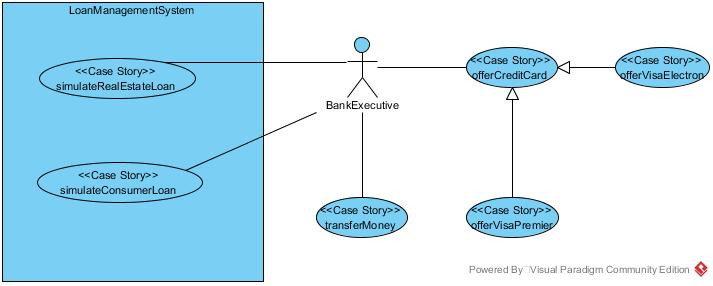 LoanManagementSystem
<<Case Story>>
simulateRealEstateLoan
<<Case Story>>
offerCreditCard
<<Case Story>>
offerVisaElectron
BankExecutive
<<Case Story>>
simulateConsumerLoan
<<Case Story>>
transferMoney
<<Case Story>>
offerVisaPremier
Powered By Visual Paradigm Community Edition